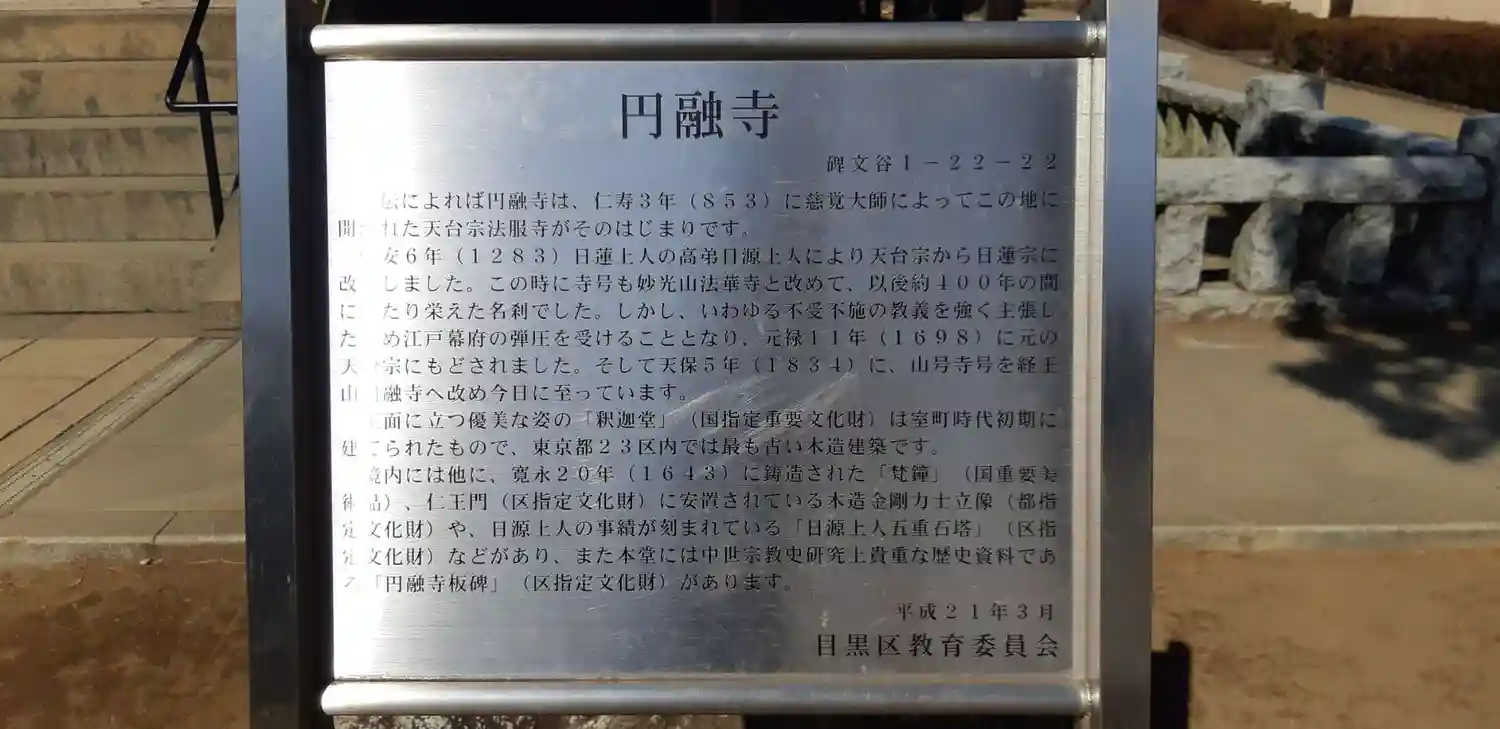 円融寺
碑文谷1－22－22
伝によれば円融寺は、仁寿3年（853）に慈覚大師によってこの地に
開かれた天台宗法服寺がそのはじまりです。
安6年（1283）日蓮上人の高弟日源上人により天台宗から日蓮宗に
改 しました。この時に寺号も妙光山法華寺と改めて、以後約400年の間
に たり栄えた名刹でした。しかし、いわゆる不受不施の教義を強く主張し
た め江戸幕府の弾圧を受けることとなり、元禄11年（1698）に元の
天台宗にもどされました。そして天保5年（1834）に、山号寺号を経王
山円融寺へ改め今日に至っています。
正面に立つ優美な姿の「釈迦堂」（国指定重要文化財）は室町時代初期に
建てられたもので、東京都23区内では最も古い木造建築です。
境内には他に、寛永20年（1643）に鋳造された「梵鐘」（国重要美
術品）、仁王門（区指定文化財）に安置されている木造金剛力士立像（都指
定文化財）や、日源上人の事績が刻まれている「日源上人五重石塔」（区指
定文化財）などがあり、また本堂には中世宗教史研究上貴重な歴史資料であ
る「円融寺板碑」（区指定文化財）があります。
平成21年3月
目黒区教育委員会